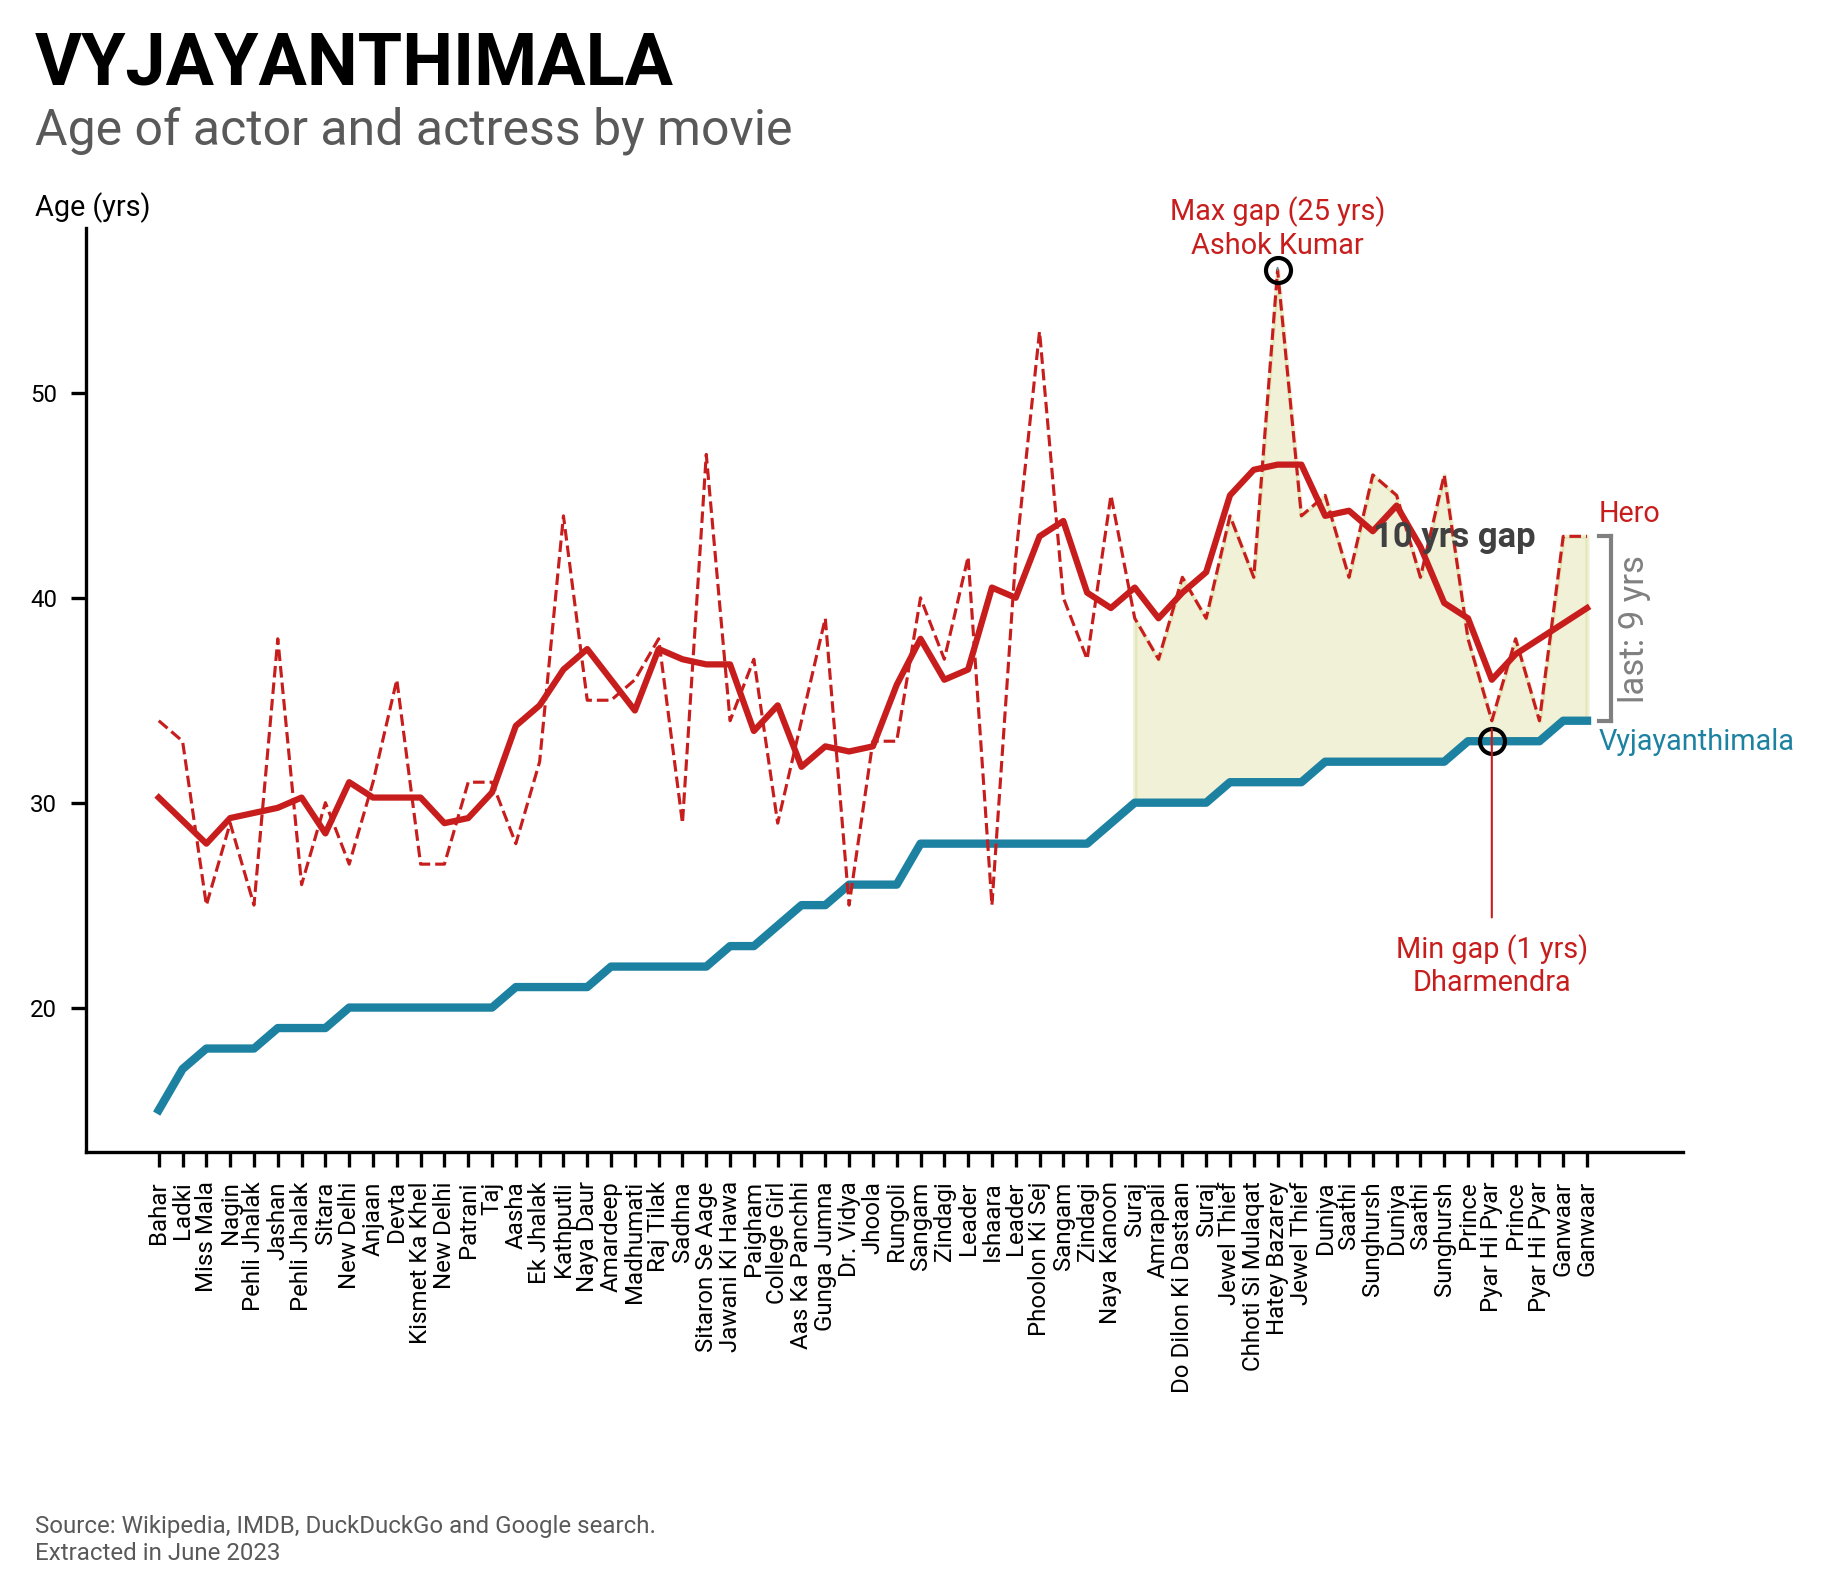 VYJAYANTHIMALA
Age of actor and actress by movie
Age (yrs)
Max gap (25 yrs)
Ashok Kumar
50
40
30
20
10 yrs gap
Hero
last: 9 yrs
Vyjayanthimala
Min gap (1 yrs)
Dharmendra
Bahar
Ladki
Miss Mala
Nagin
Pehli Jhalak
Jashan
Pehli Jhalak
Sitara
New Delhi
Anjaan
Devta
Kismet Ka Khel
New Delhi
Patrani
Taj
Aasha
Ek Jhalak
Kathputli
Naya Daur
Amardeep
Madhumati
Raj Tilak
Sadhna
Sitaron Se Aage
Jawani Ki Hawa
Paigham
College Girl
Aas Ka Panchhi
Gunga Jumna
Dr. Vidya
Jhoola
Rungoli
Sangam
Zindagi
Leader
Ishaara
Leader
Phoolon Ki Sej
Sangam
Zindagi
Naya Kanoon
Suraj
Amrapali
Do Dilon Ki Dastaan
Suraj
Jewel Thief
Chhoti Si Mulaqat
Hatey Bazarey
Jewel Thief
Duniya
Saathi
Sunghursh
Duniya
Saathi
Sunghursh
Prince
Pyar Hi Pyar
Prince
Pyar Hi Pyar
Ganwaar
Ganwaar
Source: Wikipedia, IMDB, DuckDuckGo and Google search.
Extracted in June 2023